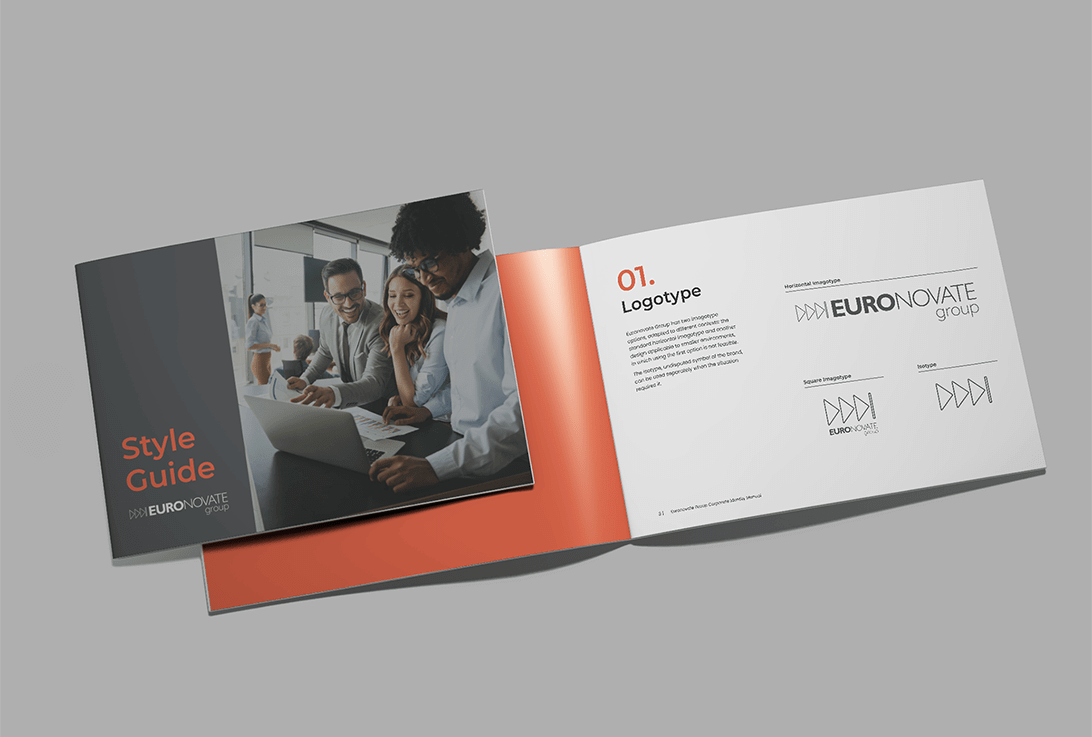 Style
Guide
EURONOVATE
group
01.
Logotype
Euronovate Group has two imagotype
options, adapted to different contexts: the
standard horizontal imagotype and another
design applicable to smaller environments,
in which using the first option is not feasible.
The isotype, undisputed symbol of the brand,
can be used separately when the situation
requires it.
Horizontal Imagotype
EURONOVATE
group
Square Imagotype
EURONOVATE
group
Isotype
Euronovate Group Corporate Identity Manual